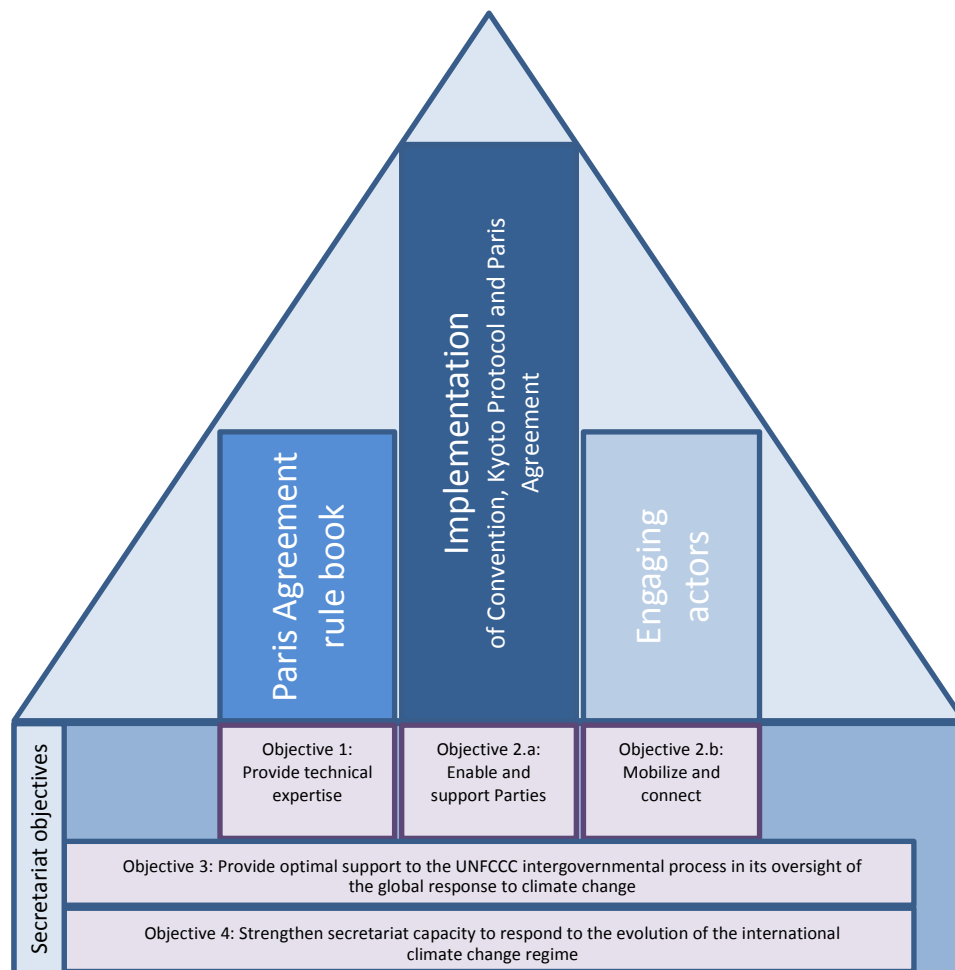 Paris Agreement
rule book
Implementation
of Convention, Kyoto Protocol and Paris
Agreement
Engaging
actors
Secretariat objectives
Objective 1:
Provide technical
expertise
Objective 2.a:
Enable and
support Parties
Objective 2.b:
Mobilize and
connect
Objective 3: Provide optimal support to the UNFCCC intergovernmental process in its oversight of
the global response to climate change
Objective 4: Strengthen secretariat capacity to respond to the evolution of the international
climate change regime